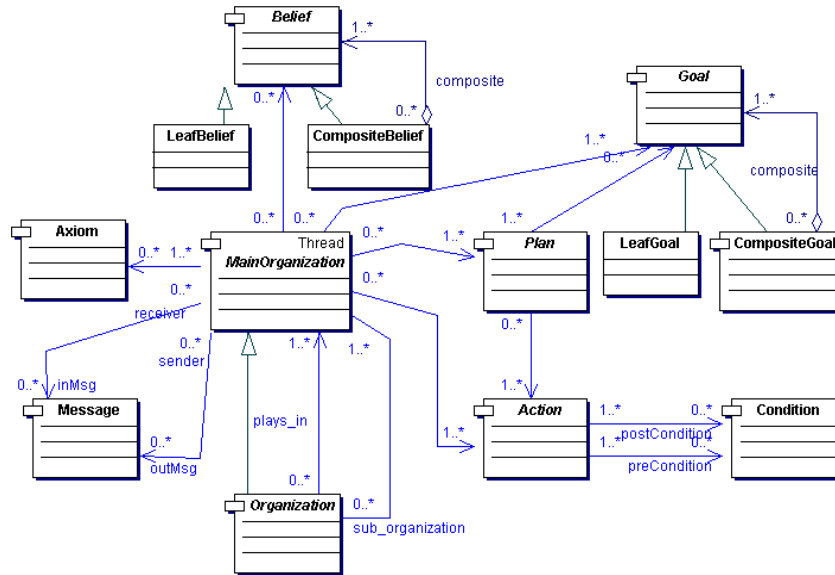 Belief
1..*
composite
0..*
0..*
LeafBelief
CompositeBelief
Goal
1..*
1..*
0..*
composite
0..*
0..*
0..*
Axiom
0..*
1..*
Thread
MainOrganization
0..*
1..*
1..*
Plan
LeafGoal
CompositeGoal
0..*
0..*
receiver
0..*
sender
0..*
inMsg
Message
0..*
outMsg
1..*
1..*
plays_in
0..*
0..*
sub_organization
Organization
0..*
1..*
1..*
Action
1..*
0..*
postCondition
1..*
0..*
preCondition
Condition